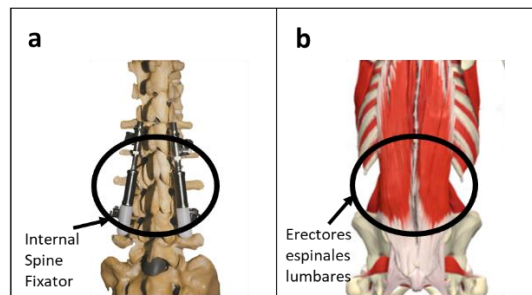 a
b
Internal
Spine
Fixator
Erectores
espinales
lumbares